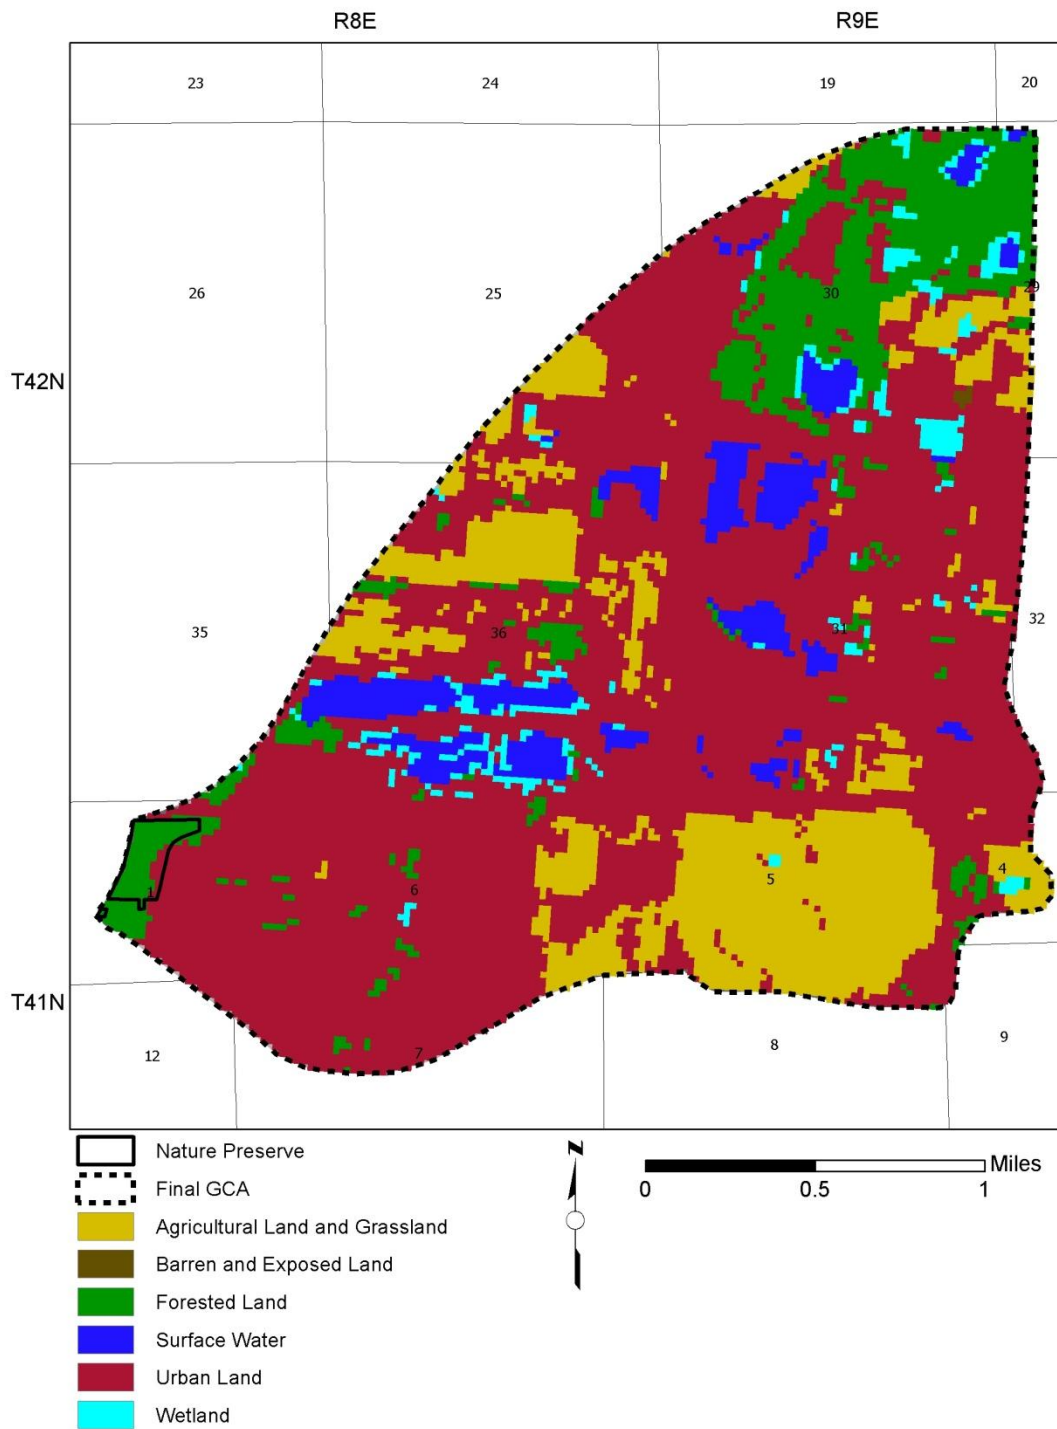 R8E R9E
23 24 19 20
26 25 30 29
T42N
35 36 31 32
1 6 5 4
T41N
12 7 8 9
Nature Preserve
Final GCA
Agricultural Land and Grassland
Barren and Exposed Land
Forested Land
Surface Water
Urban Land
Wetland
N
Miles
0 0.5 1